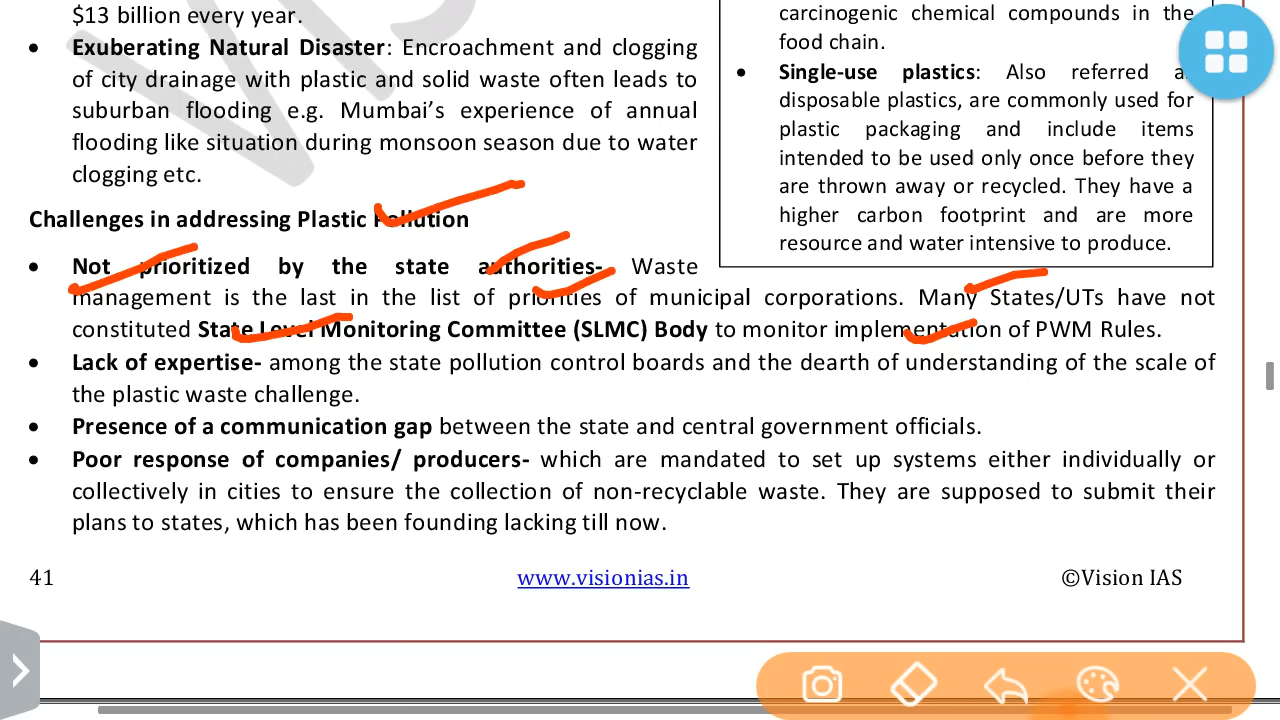 $13 billion every year.
• Exuberating Natural Disaster: Encroachment and clogging
of city drainage with plastic and solid waste often leads to
suburban flooding e.g. Mumbai's experience of annual
flooding like situation during monsoon season due to water
clogging etc.
carcinogenic chemical compounds in the
food chain.
• Single-use plastics: Also referred
disposable plastics, are commonly used for
plastic packaging and include items
intended to be used only once before they
are thrown away or recycled. They have a
higher carbon footprint and are more
resource and water intensive to produce.
Challenges in addressing Plastic Pollution
• Not prioritized by the state authorities- Waste
management is the last in the list of priorities of municipal corporations. Many States/UTs have not
constituted State Level Monitoring Committee (SLMC) Body to monitor implementation of PWM Rules.
• Lack of expertise- among the state pollution control boards and the dearth of understanding of the scale of
the plastic waste challenge.
• Presence of a communication gap between the state and central government officials.
• Poor response of companies/ producers- which are mandated to set up systems either individually or
collectively in cities to ensure the collection of non-recyclable waste. They are supposed to submit their
plans to states, which has been founding lacking till now.
41
www.visionias.in
©Vision IAS